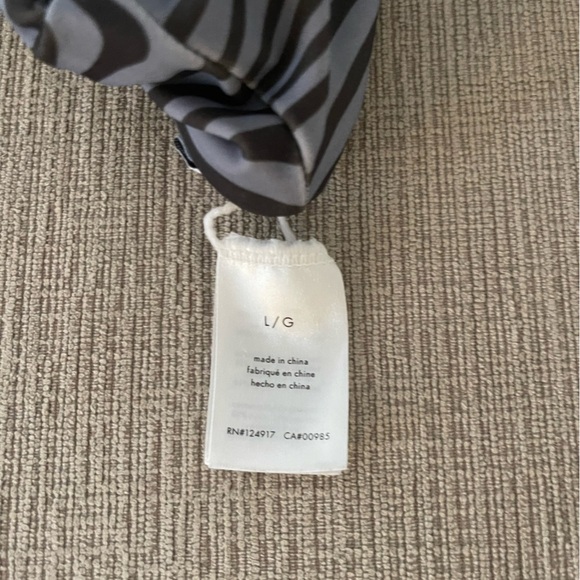 L/G
made in china
fabriqué en chine
hecho en china
RN#124917 CA#00985